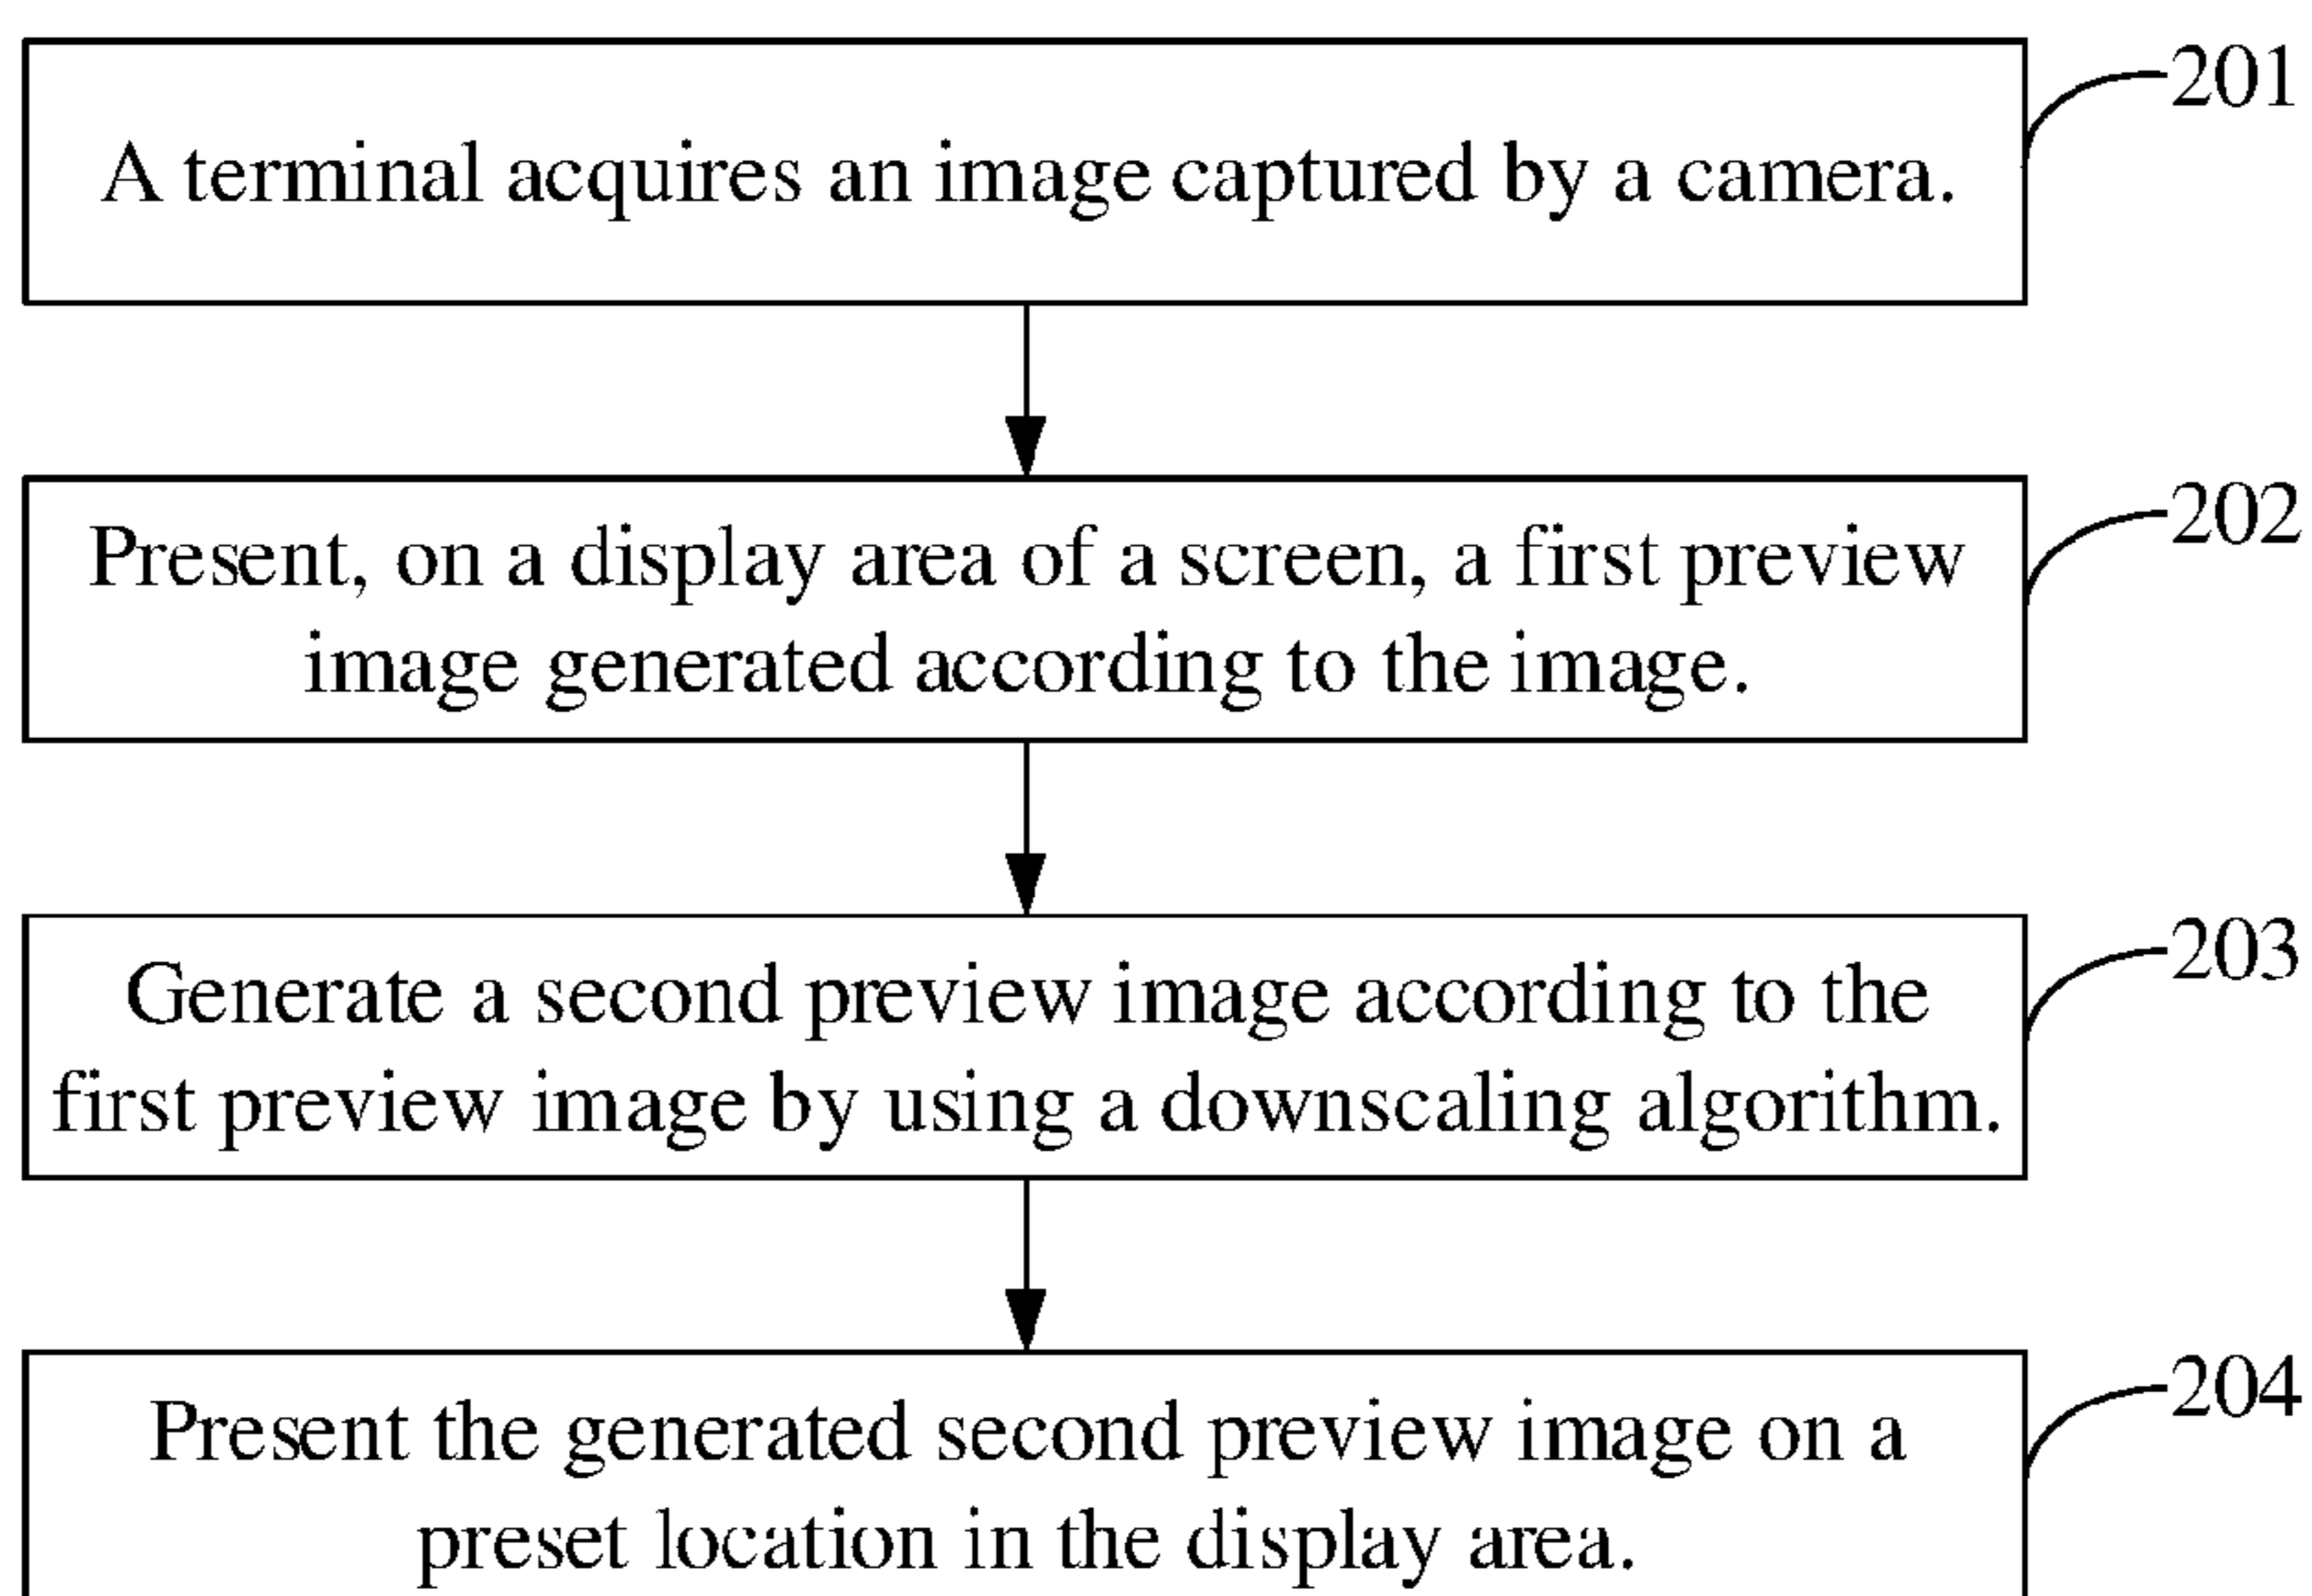 201
A terminal acquires an image captured by a camera.
202
Present, on a display area of a screen, a first preview
image generated according to the image.
203
Generate a second preview image according to the
first preview image by using a downscaling algorithm.
204
Present the generated second preview image on a
preset location in the display area.